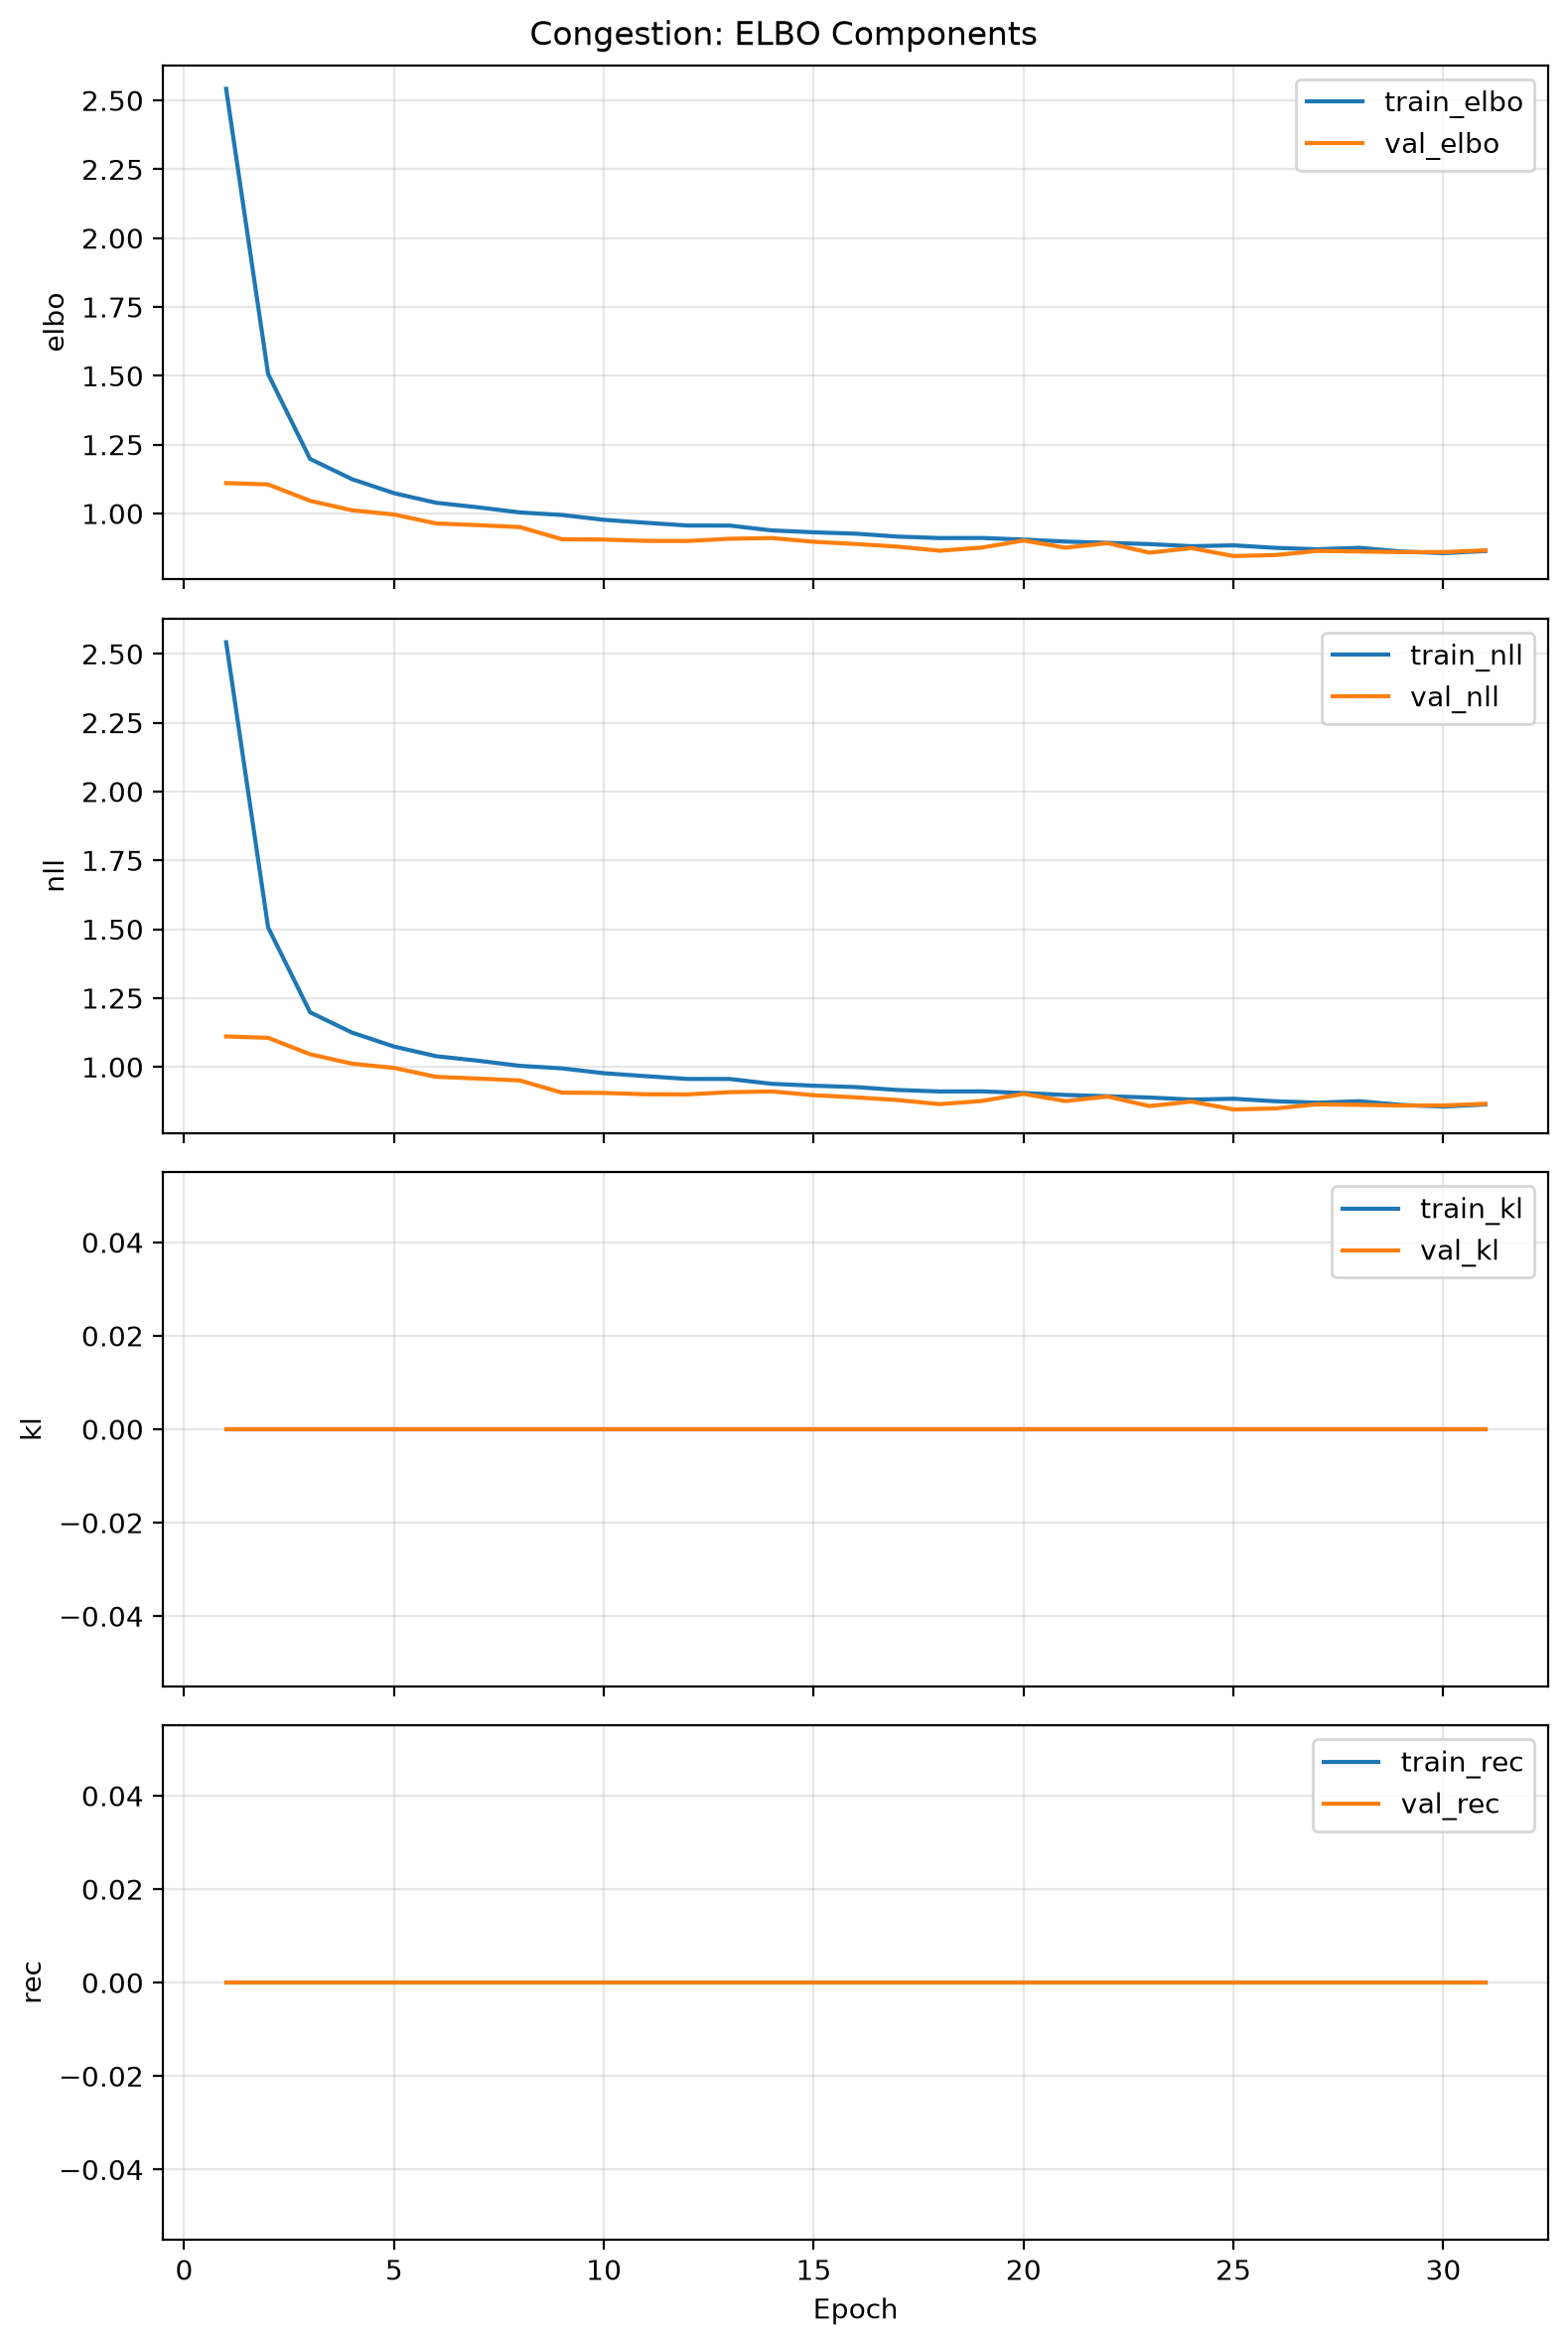 Congestion: ELBO Components
train_elbo
val_elbo
elbo
2.50
2.25
2.00
1.75
1.50
1.25
1.00
train_nll
val_nll
nll
2.50
2.25
2.00
1.75
1.50
1.25
1.00
train_kl
val_kl
kl
0.04
0.02
0.00
−0.02
−0.04
train_rec
val_rec
rec
0.04
0.02
0.00
−0.02
−0.04
0 5 10 15 20 25 30
Epoch